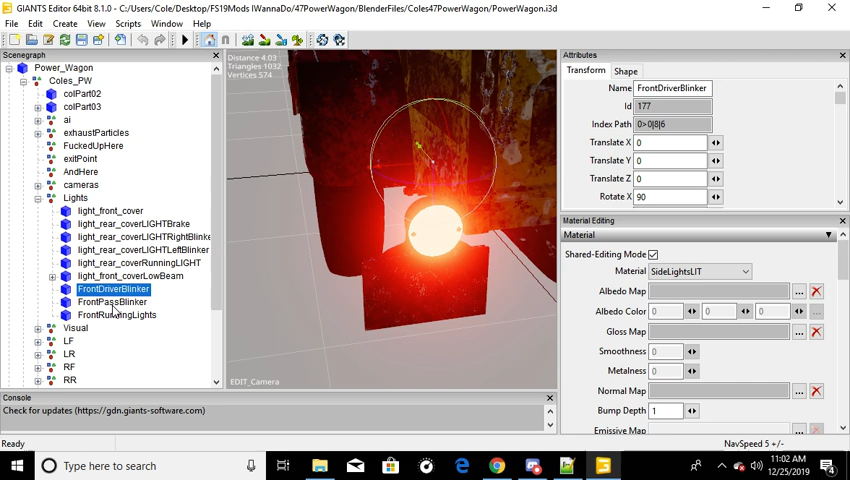 GIANTS Editor 64bit 8.1.0 - C:/Users/Cole/Desktop/FS19Mods IWannaDo/47PowerWagon/BlenderFiles/Coles47PowerWagon/PowerWagon.i3d
File Edit Create View Scripts Window Help
Scenegraph
Power_Wagon
Coles_PW
colPart02
colPart03
ai
exhaustParticles
FuckedUpHere
exitPoint
AndHere
cameras
Lights
light_front_cover
light_rear_coverLIGHTBrake
light_rear_coverLIGHTRightBlinke
light_rear_coverLIGHTLeftBlinker
light_rear_coverRunningLIGHT
light_front_coverLowBeam
FrontDriverBlinker
FrontPassBlinker
FrontRunningLights
Visual
LF
LR
RF
RR
Distance 4.03
Triangles 1032
Vertices 574
EDIT_Camera
Attributes
Transform Shape
Name FrontDriverBlinker
Id 177
Index Path 0>0|8|6
Translate X 0
Translate Y 0
Translate Z 0
Rotate X 90
Material Editing
Material
Shared-Editing Mode
Material SideLightsLIT
Albedo Map ...
Albedo Color 0 0 0 ...
Gloss Map ...
Smoothness 0
Metalness 0
Normal Map ...
Bump Depth 1
Emissive Map ...
Console
Check for updates (https://gdn.giants-software.com)
Ready
NavSpeed 5 +/-
Type here to search
11:02 AM
12/25/2019
4